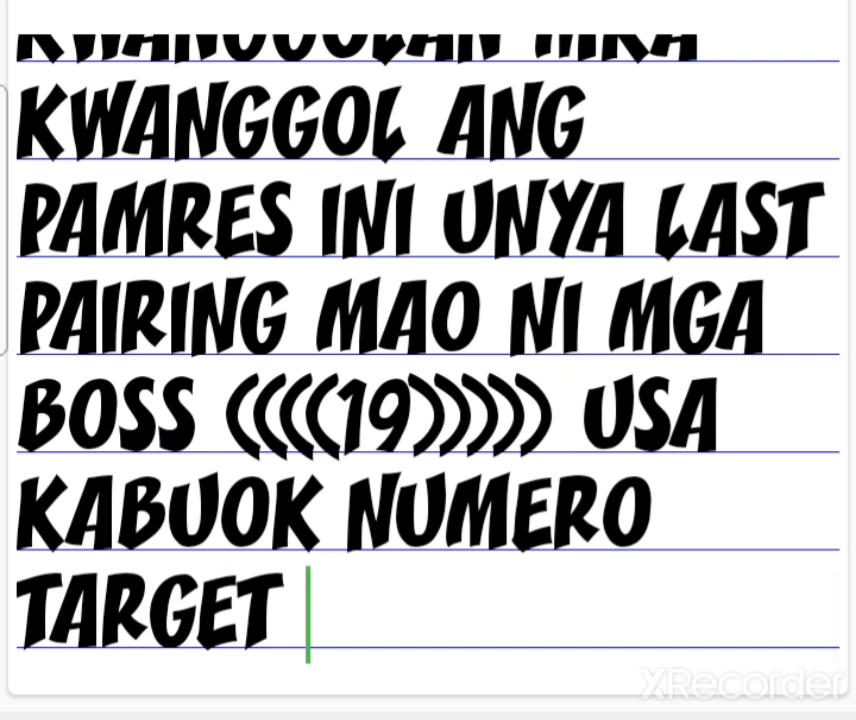 KWANGGOL ANG
PAMRES INI UNYA LAST
PAIRING MAO NI MGA
BOSS ((((19))))) USA
KABUOK NUMERO
TARGET
XRecorder